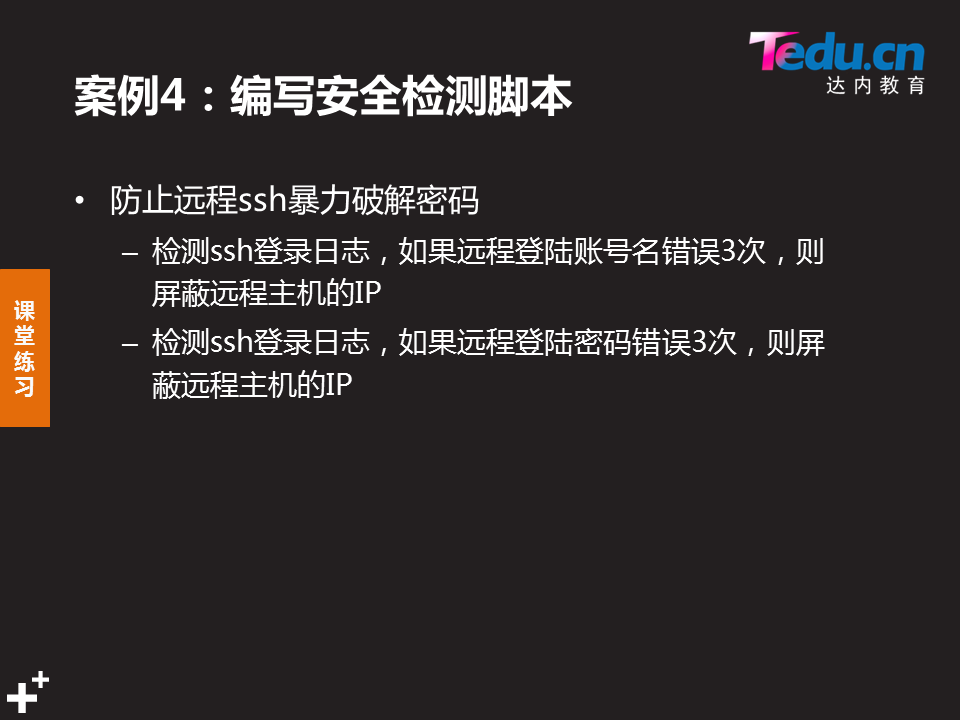 Tedu.cn
达内教育
案例4：编写安全检测脚本
• 防止远程ssh暴力破解密码
– 检测ssh登录日志，如果远程登陆账号名错误3次，则
屏蔽远程主机的IP
– 检测ssh登录日志，如果远程登陆密码错误3次，则屏
蔽远程主机的IP
课
堂
练
习